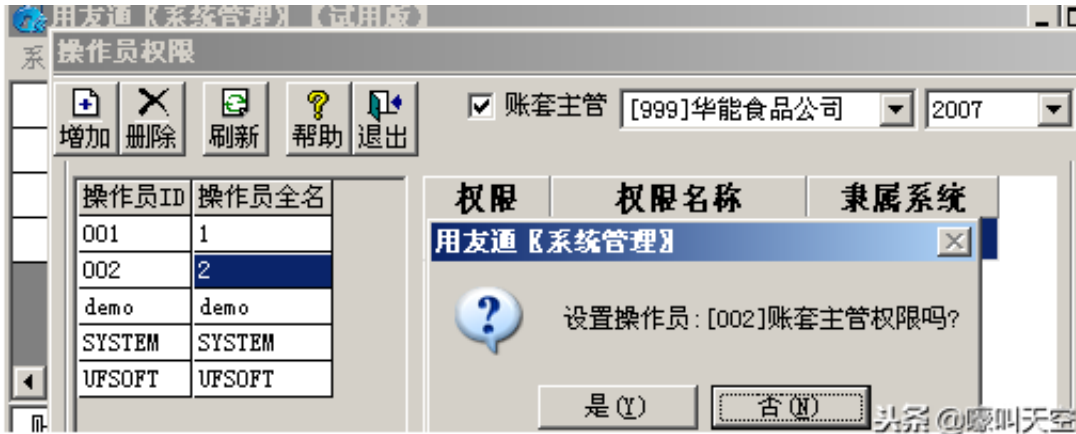 用友通〖系统管理〗〖试用版〗
系
操作员权限
增加 删除 刷新 帮助 退出
账套主管 [999]华能食品公司 2007
操作员ID 操作员全名
001 1
002 2
demo demo
SYSTEM SYSTEM
UFSOFT UFSOFT
权限 权限名称 隶属系统
用友通〖系统管理〗
设置操作员:[002]账套主管权限吗?
是(Y) 否(N)
头条 @嚎叫天空